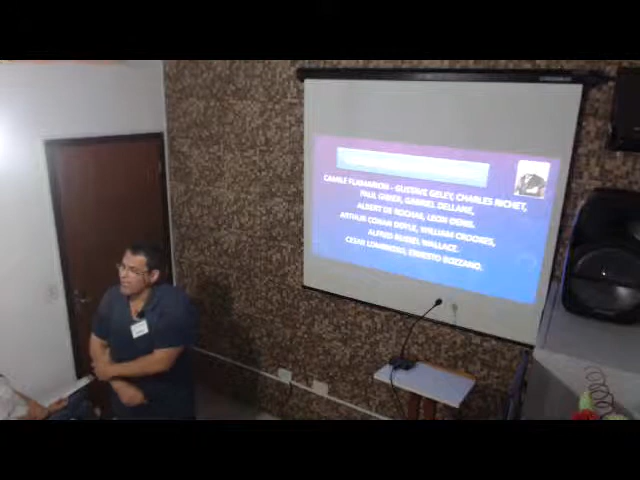 CAMILE FLAMARION - GUSTAVE GELEY, CHARLES RICHET,
PAUL GIBIER, GABRIEL DELLANE,
ALBERT DE ROCHAS, LEON DENIS.
ARTHUR CONAN DOYLE, WILLIAM CROOKES,
ALFRED RUSSEL WALLACE.
CESAR LOMBROSO, ERNESTO BOZZANO.